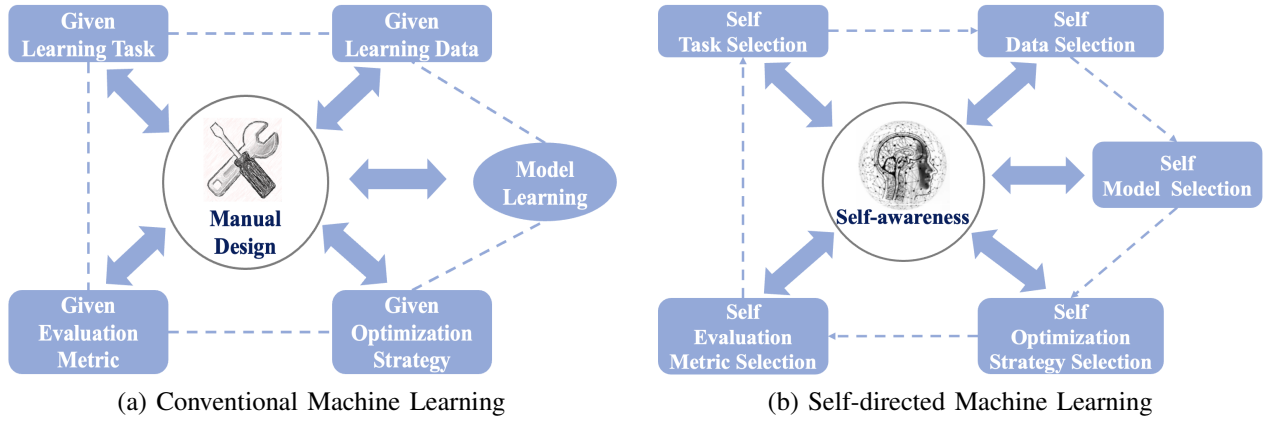 Given
Learning Task
Given
Learning Data
Manual
Design
Model
Learning
Given
Evaluation
Metric
Given
Optimization
Strategy
(a) Conventional Machine Learning
Self
Task Selection
Self
Data Selection
Self-awareness
Self
Model Selection
Self
Evaluation
Metric Selection
Self
Optimization
Strategy Selection
(b) Self-directed Machine Learning